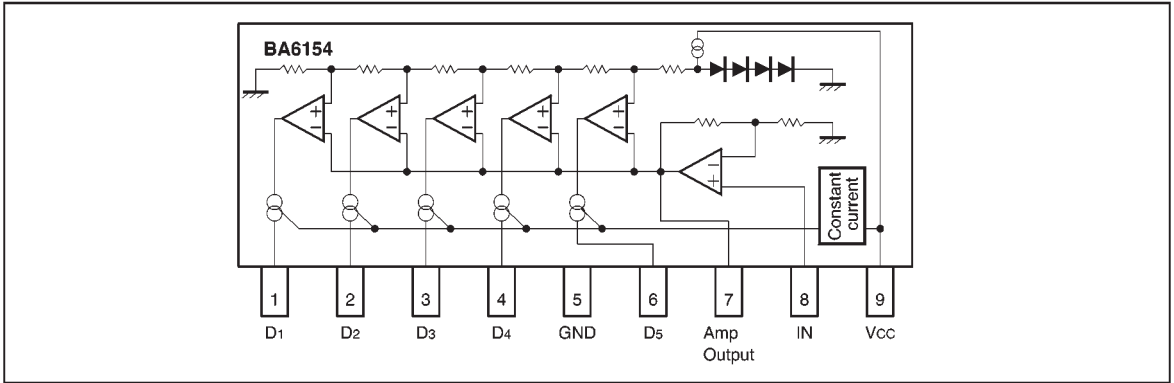 BA6154
Constant
current
1 2 3 4 5 6 7 8 9
D1 D2 D3 D4 GND D5 Amp IN VCC
Output